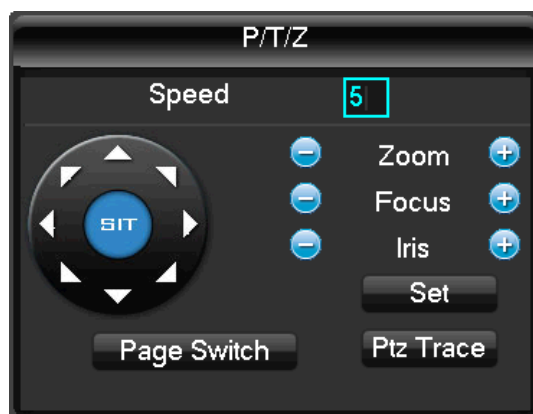 P/T/Z
Speed 5
Zoom
Focus
SIT
Iris
Set
Page Switch
Ptz Trace